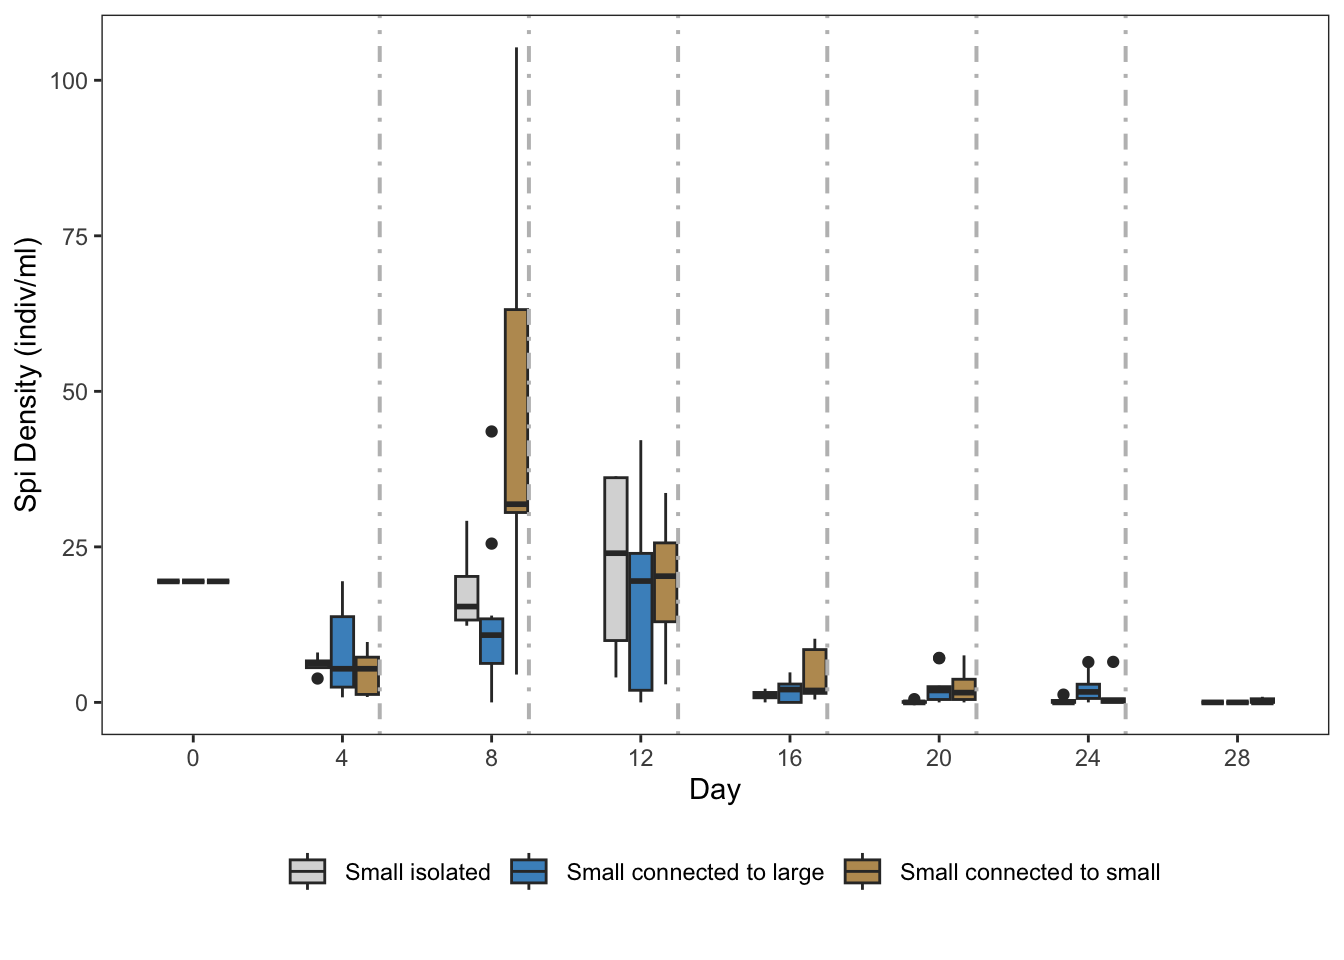 100
75
50
25
0
Spi Density (indiv/ml)
0 4 8 12 16 20 24 28
Day
Small isolated Small connected to large Small connected to small